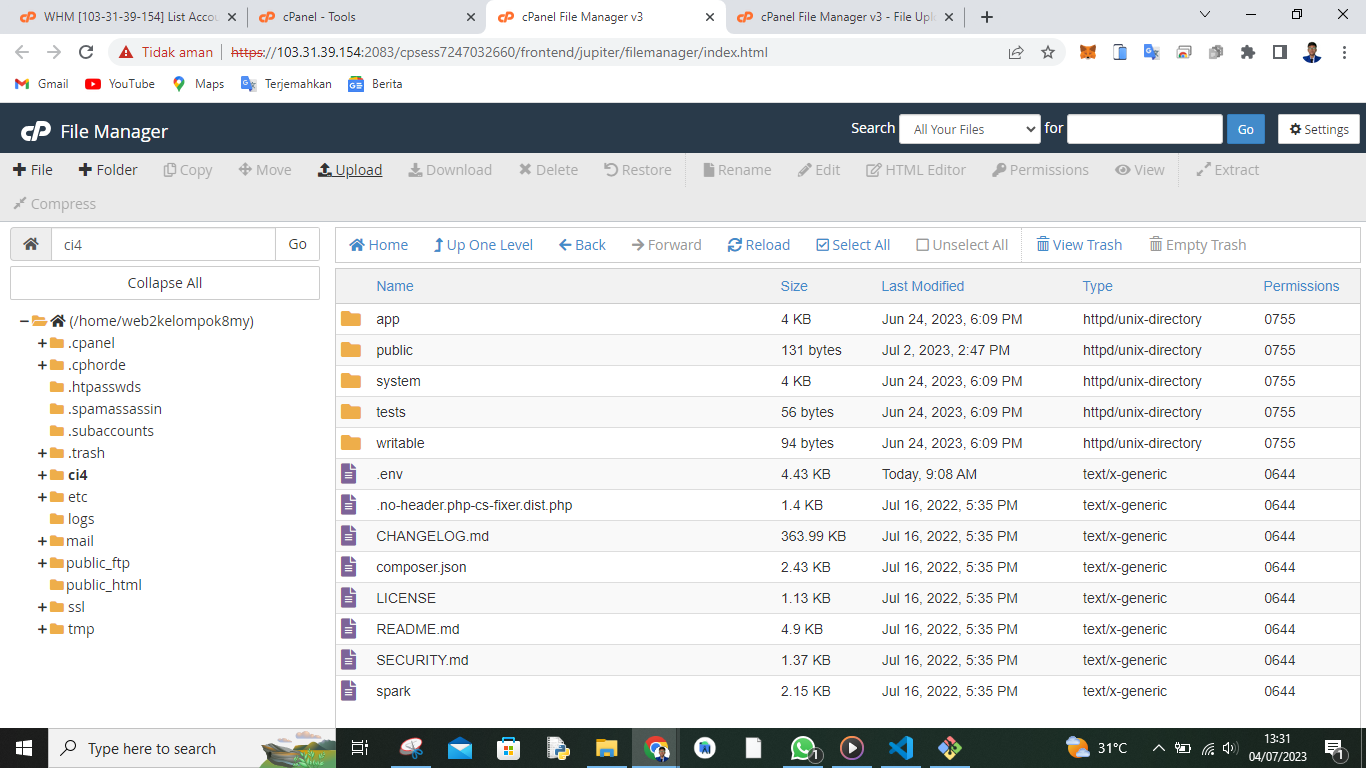 WHM [103-31-39-154] List Accou
cPanel - Tools
cPanel File Manager v3
cPanel File Manager v3 - File Upl
Tidak aman
https://103.31.39.154:2083/cpsess7247032660/frontend/jupiter/filemanager/index.html
Gmail YouTube Maps Terjemahkan Berita
cP File Manager
Search All Your Files for Go Settings
File Folder Copy Move Upload Download Delete Restore Rename Edit HTML Editor Permissions View Extract
Compress
ci4 Go
Collapse All
(/home/web2kelompok8my)
.cpanel
.cphorde
.htpasswds
.spamassassin
.subaccounts
.trash
ci4
etc
logs
mail
public_ftp
public_html
ssl
tmp
Home Up One Level Back Forward Reload Select All Unselect All View Trash Empty Trash
Name Size Last Modified Type Permissions
app 4 KB Jun 24, 2023, 6:09 PM httpd/unix-directory 0755
public 131 bytes Jul 2, 2023, 2:47 PM httpd/unix-directory 0755
system 4 KB Jun 24, 2023, 6:09 PM httpd/unix-directory 0755
tests 56 bytes Jun 24, 2023, 6:09 PM httpd/unix-directory 0755
writable 94 bytes Jun 24, 2023, 6:09 PM httpd/unix-directory 0755
.env 4.43 KB Today, 9:08 AM text/x-generic 0644
.no-header.php-cs-fixer.dist.php 1.4 KB Jul 16, 2022, 5:35 PM text/x-generic 0644
CHANGELOG.md 363.99 KB Jul 16, 2022, 5:35 PM text/x-generic 0644
composer.json 2.43 KB Jul 16, 2022, 5:35 PM text/x-generic 0644
LICENSE 1.13 KB Jul 16, 2022, 5:35 PM text/x-generic 0644
README.md 4.9 KB Jul 16, 2022, 5:35 PM text/x-generic 0644
SECURITY.md 1.37 KB Jul 16, 2022, 5:35 PM text/x-generic 0644
spark 2.15 KB Jul 16, 2022, 5:35 PM text/x-generic 0644
Type here to search
1
31°C
13:31
04/07/2023
1